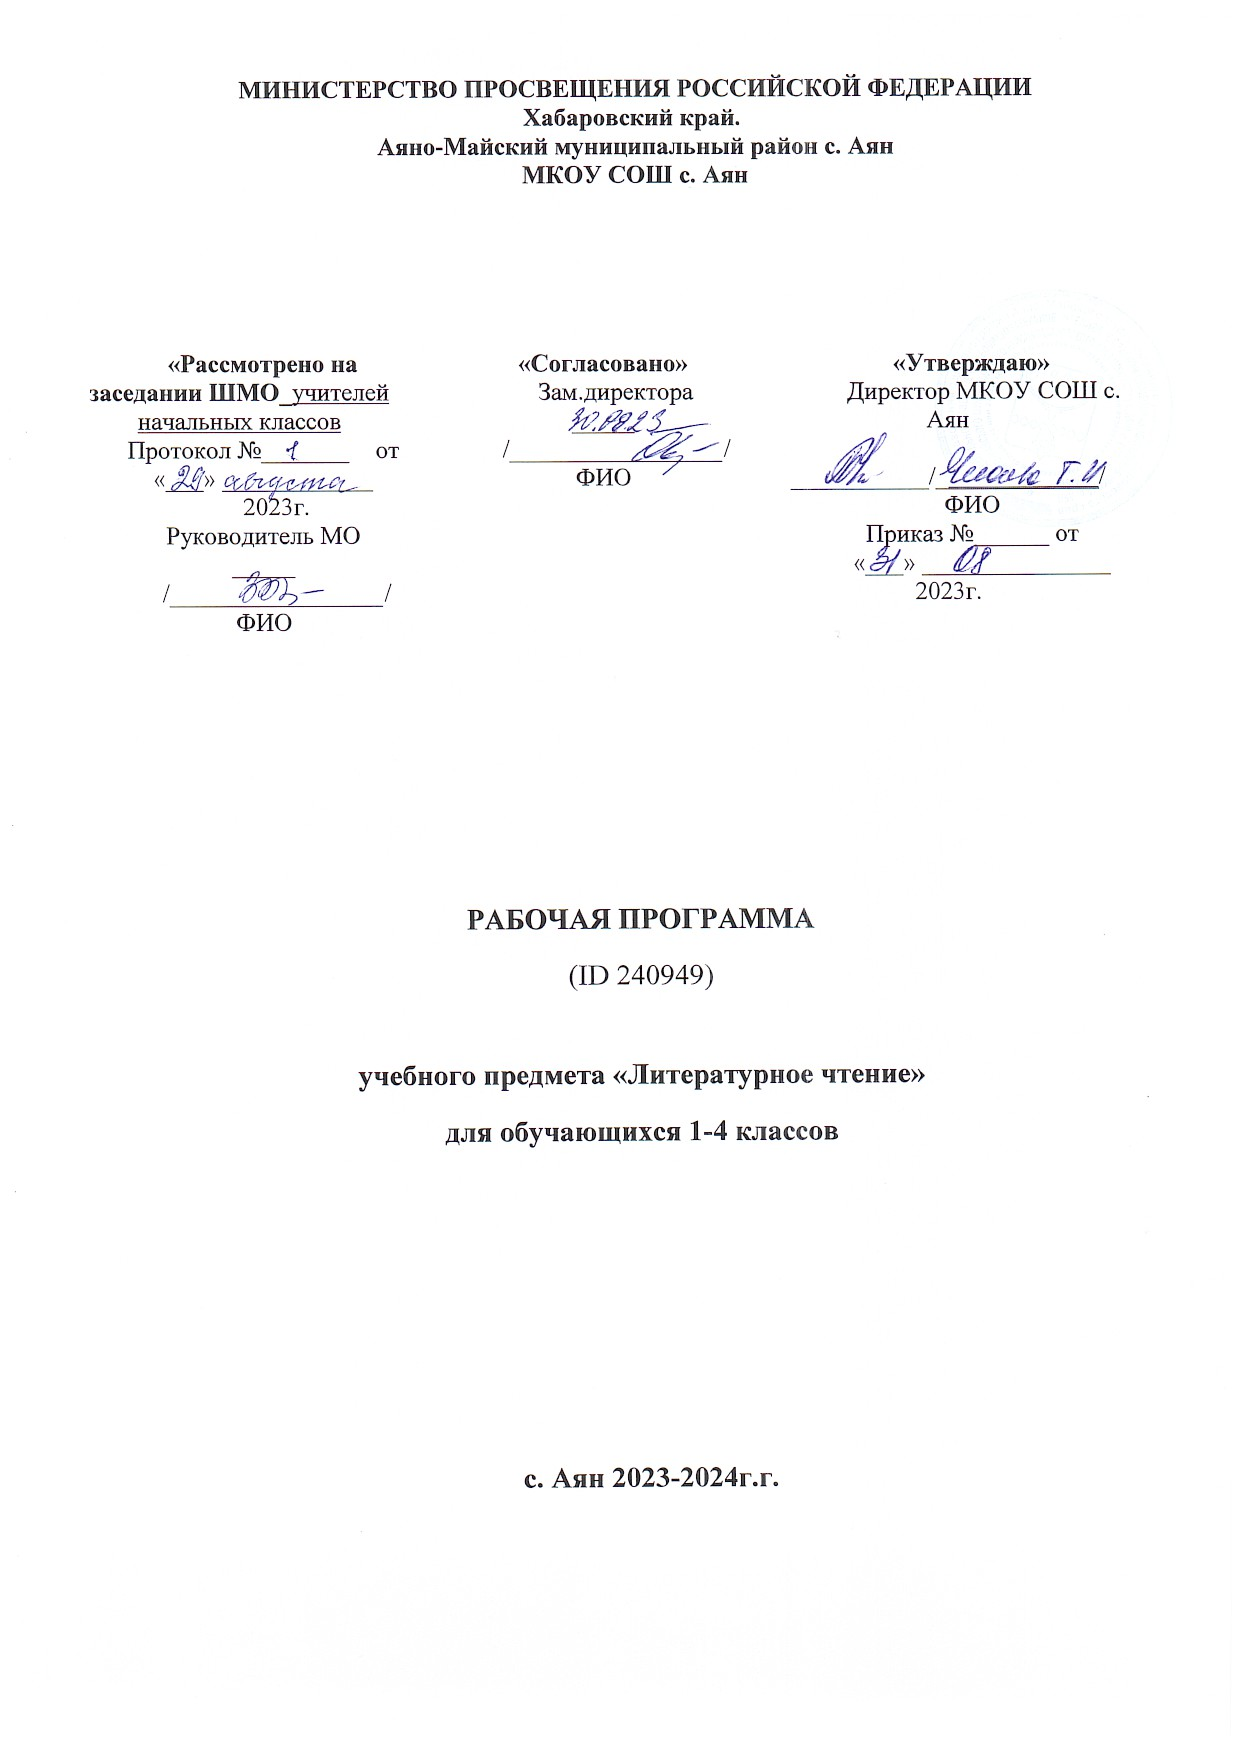 МИНИСТЕРСТВО ПРОСВЕЩЕНИЯ РОССИЙСКОЙ ФЕДЕРАЦИИ
Хабаровский край.
Аяно-Майский муниципальный район с. Аян
МКОУ СОШ с. Аян
«Рассмотрено на
заседании ШМО_учителей
начальных классов
Протокол № 1 от
«29» августа
2023г.
Руководитель МО
/ /
ФИО
«Согласовано»
Зам.директора
30.08.23
/ /
ФИО
«Утверждаю»
Директор МКОУ СОШ с.
Аян
/ Т.И
ФИО
Приказ №______ от
«31» 08
2023г.
РАБОЧАЯ ПРОГРАММА
(ID 240949)
учебного предмета «Литературное чтение»
для обучающихся 1-4 классов
с. Аян 2023-2024г.г.